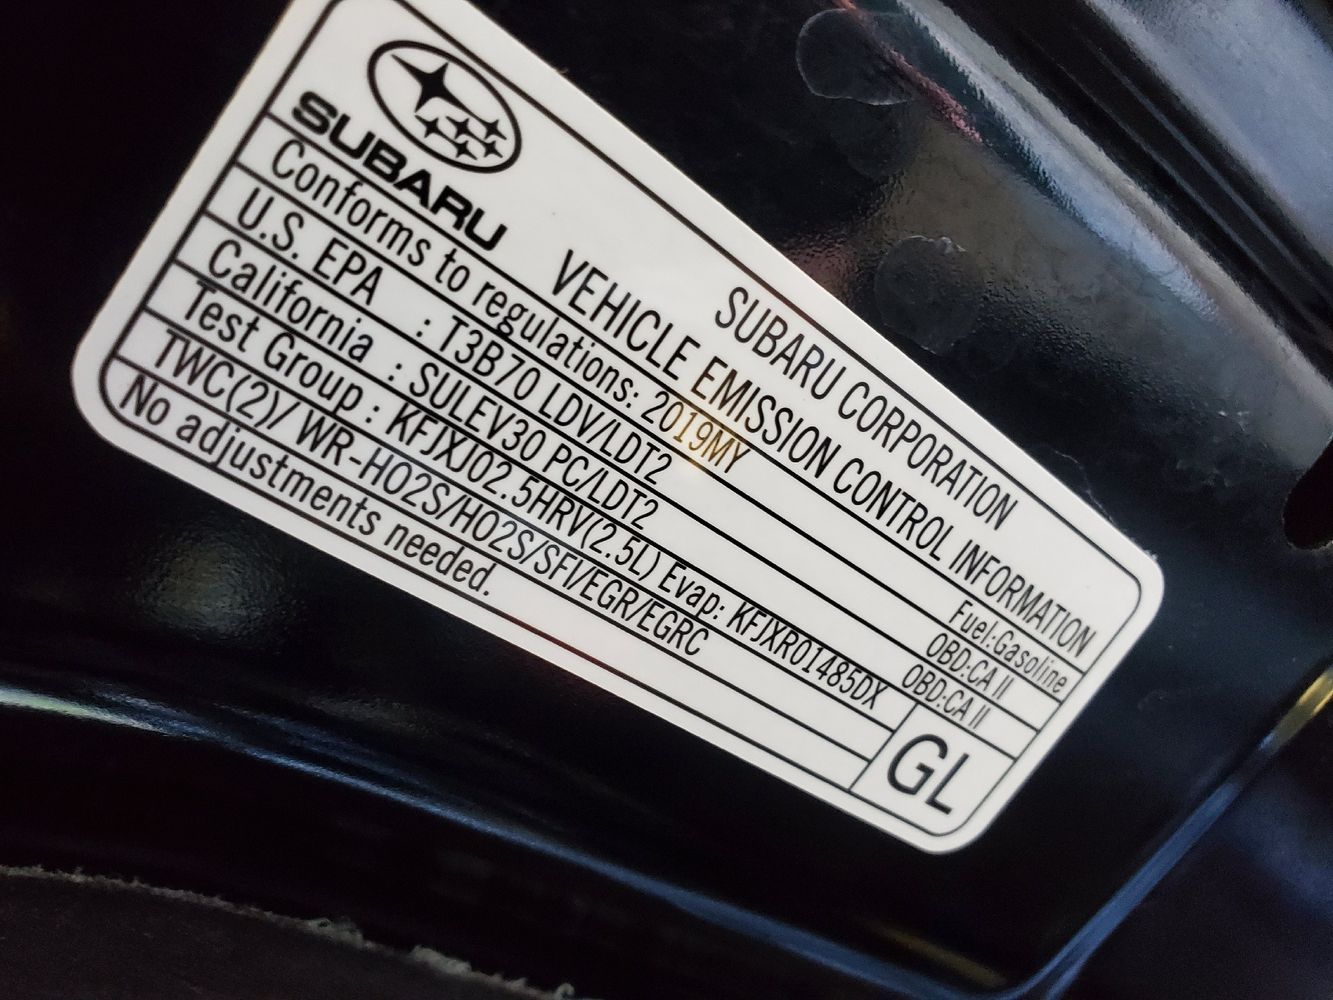 SUBARU
SUBARU CORPORATION
VEHICLE EMISSION CONTROL INFORMATION
Conforms to regulations: 2019MY Fuel:Gasoline
U.S. EPA : T3B70 LDV/LDT2 OBD:CA II
California : SULEV30 PC/LDT2 OBD:CA II
Test Group : KFJXJ02.5HRV(2.5L) Evap: KFJXR01485DX
TWC(2)/ WR-HO2S/HO2S/SFI/EGR/EGRC
No adjustments needed.
GL